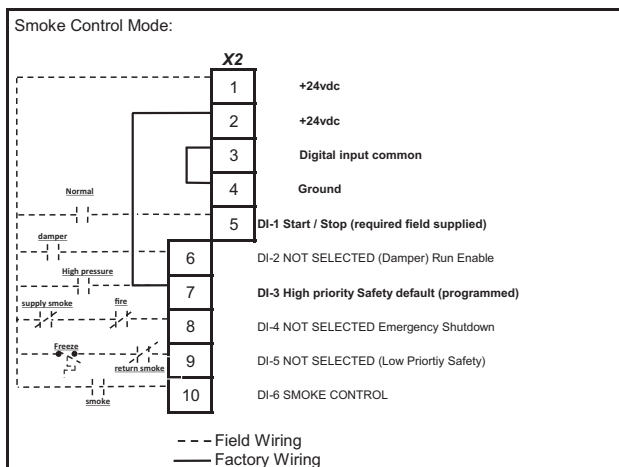 Smoke Control Mode:
X2
1 +24vdc
2 +24vdc
3 Digital input common
4 Ground
Normal
5 DI-1 Start / Stop (required field supplied)
damper
6 DI-2 NOT SELECTED (Damper) Run Enable
High pressure
7 DI-3 High priority Safety default (programmed)
supply smoke fire
8 DI-4 NOT SELECTED Emergency Shutdown
Freeze
9 DI-5 NOT SELECTED (Low Priortiy Safety)
return smoke
10 DI-6 SMOKE CONTROL
smoke
Field Wiring
Factory Wiring